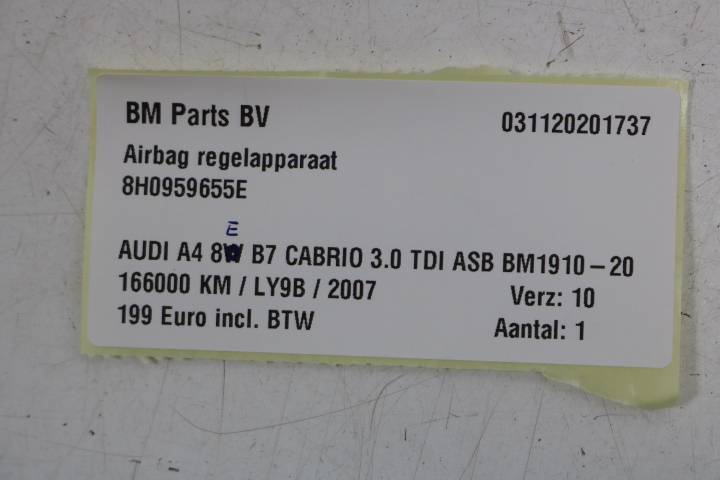 BM Parts BV 031120201737
Airbag regelapparaat
8H0959655E
E
AUDI A4 8W B7 CABRIO 3.0 TDI ASB BM1910-20
166000 KM / LY9B / 2007 Verz: 10
199 Euro incl. BTW Aantal: 1